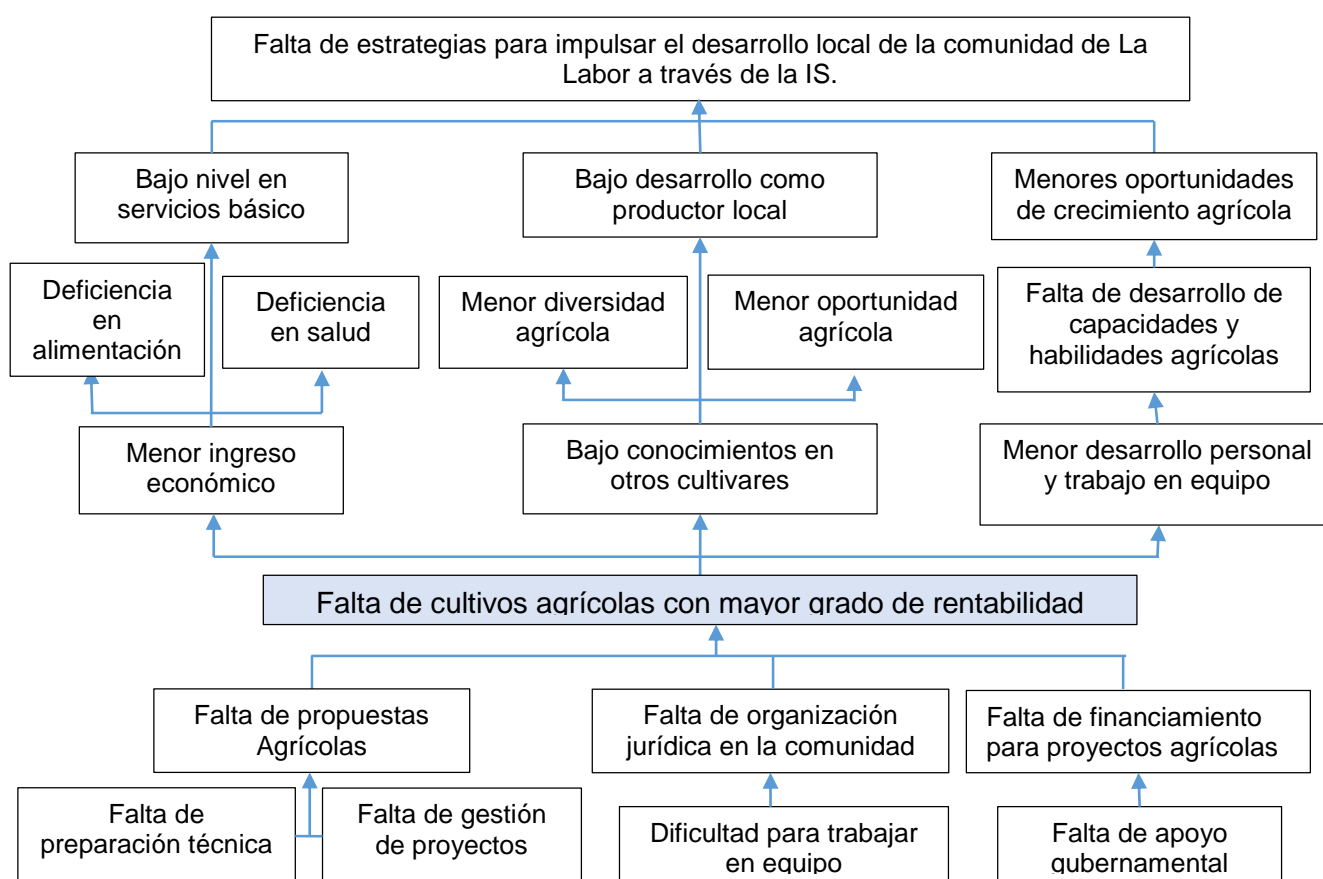 Falta de estrategias para impulsar el desarrollo local de la comunidad de La
Labor a través de la IS.
Bajo nivel en
servicios básico
Bajo desarrollo como
productor local
Menores oportunidades
de crecimiento agrícola
Deficiencia
en
alimentación
Deficiencia
en salud
Menor diversidad
agrícola
Menor oportunidad
agrícola
Falta de desarrollo de
capacidades y
habilidades agrícolas
Menor ingreso
económico
Bajo conocimientos en
otros cultivares
Menor desarrollo personal
y trabajo en equipo
Falta de cultivos agrícolas con mayor grado de rentabilidad
Falta de propuestas
Agrícolas
Falta de organización
jurídica en la comunidad
Falta de financiamiento
para proyectos agrícolas
Falta de
preparación técnica
Falta de gestión
de proyectos
Dificultad para trabajar
en equipo
Falta de apoyo
gubernamental